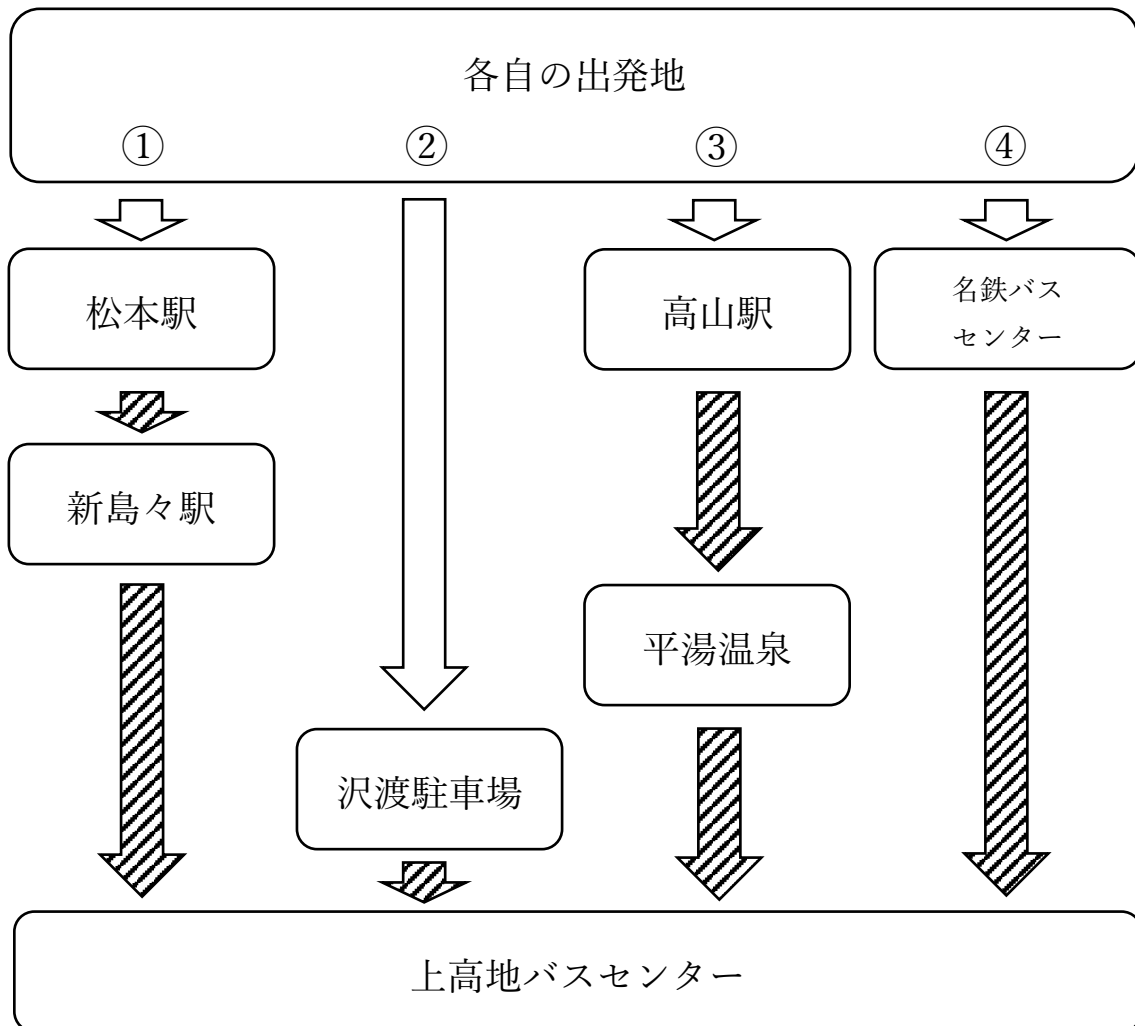 各自の出発地
① ② ③ ④
松本駅
高山駅
名鉄バス
センター
新島々駅
平湯温泉
沢渡駐車場
上高地バスセンター